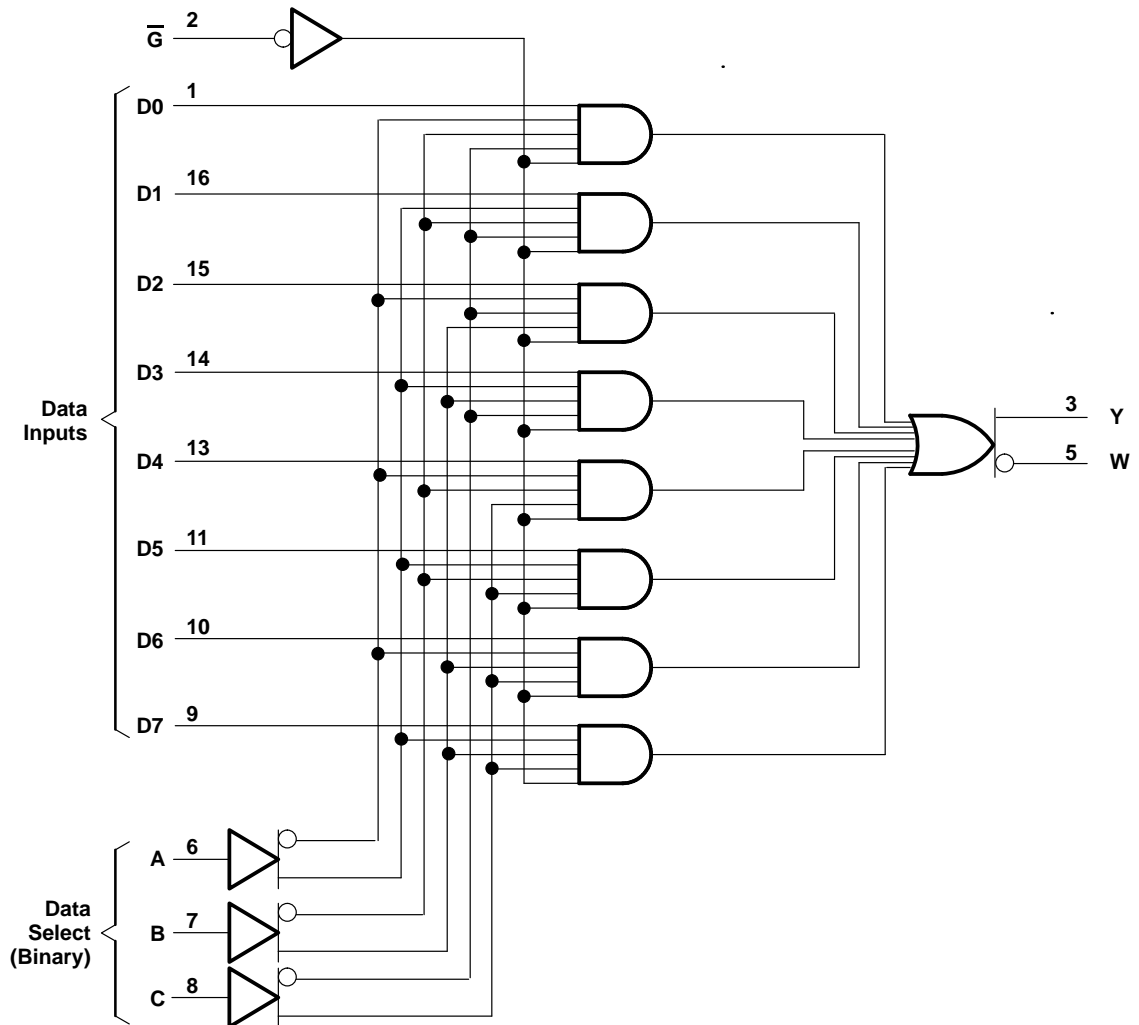 G̅ 2
D0 1
D1 16
D2 15
D3 14
Data
Inputs
D4 13
D5 11
D6 10
D7 9
3 Y
5 W
A 6
B 7
C 8
Data
Select
(Binary)